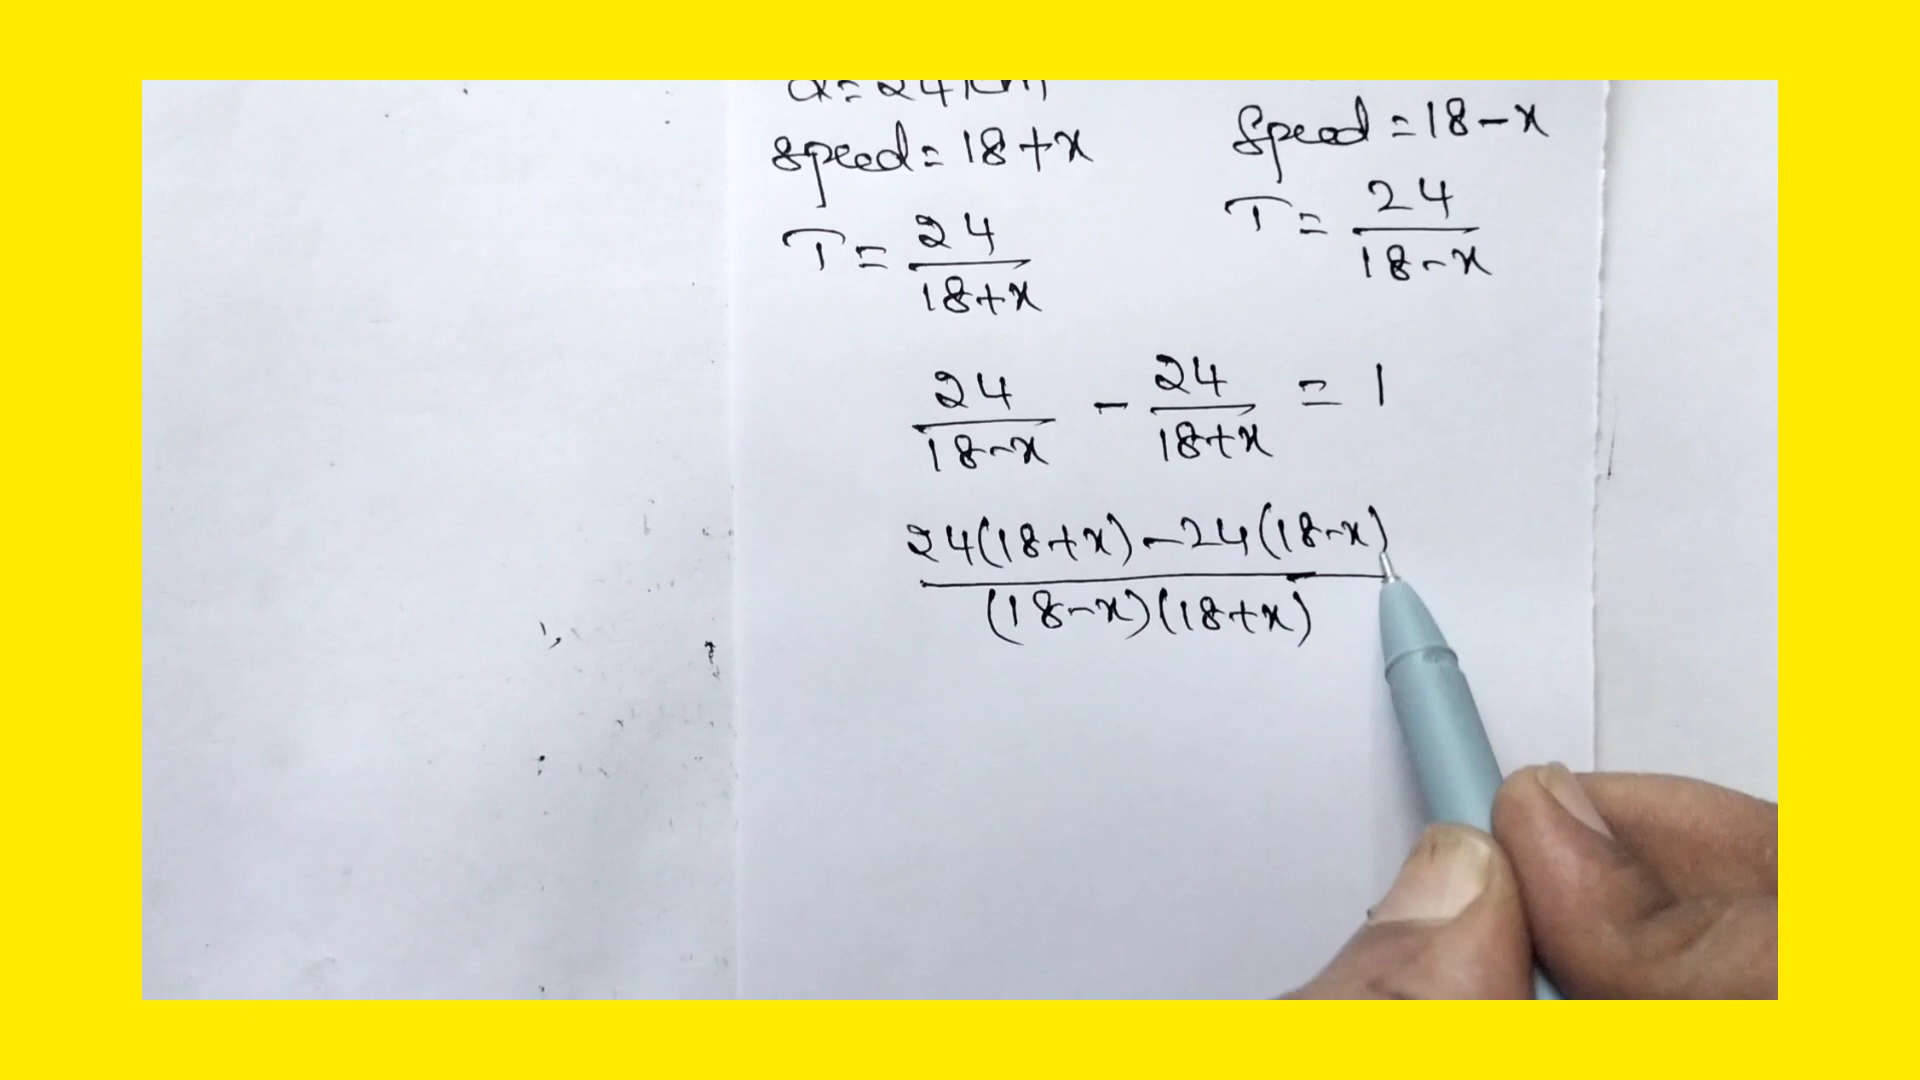 d=24km
speed=18+x
T=24/18+x
Speed=18-x
T=24/18-x
24/18-x - 24/18+x = 1
24(18+x)-24(18-x)/(18-x)(18+x)